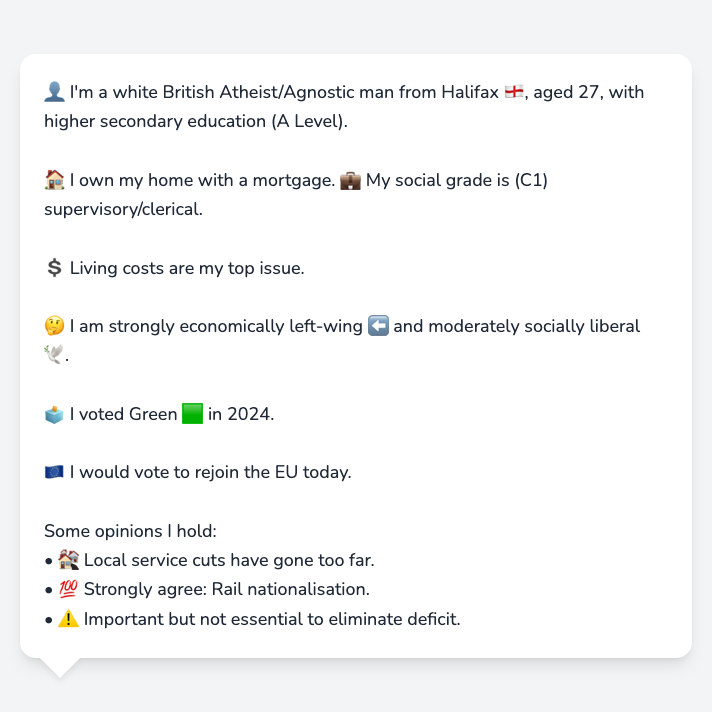 👤 I'm a white British Atheist/Agnostic man from Halifax 🏴󠁧󠁢󠁥󠁮󠁧󠁿, aged 27, with
higher secondary education (A Level).
🏠 I own my home with a mortgage. 💼 My social grade is (C1)
supervisory/clerical.
💲 Living costs are my top issue.
🤔 I am strongly economically left-wing ⬅️ and moderately socially liberal
🕊️.
🗳️ I voted Green 🟩 in 2024.
🇪🇺 I would vote to rejoin the EU today.
Some opinions I hold:
• 🏚️ Local service cuts have gone too far.
• 💯 Strongly agree: Rail nationalisation.
• ⚠️ Important but not essential to eliminate deficit.